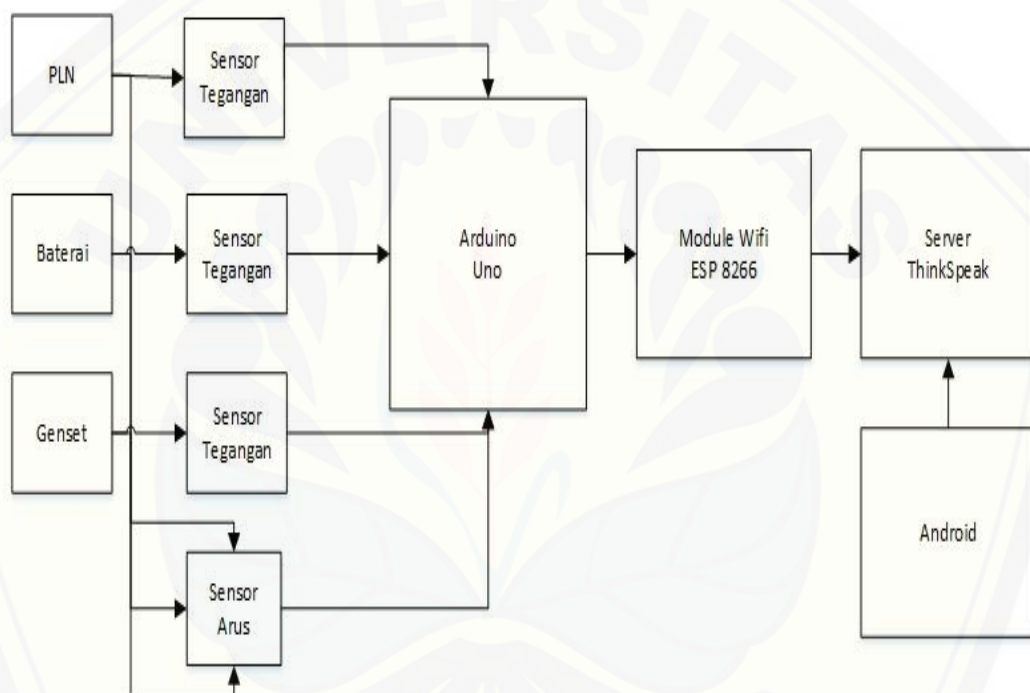 UNIVERSITAS
PLN
Sensor
Tegangan
Baterai
Sensor
Tegangan
Arduino
Uno
Module Wifi
ESP 8266
Server
ThinkSpeak
Genset
Sensor
Tegangan
Android
Sensor
Arus